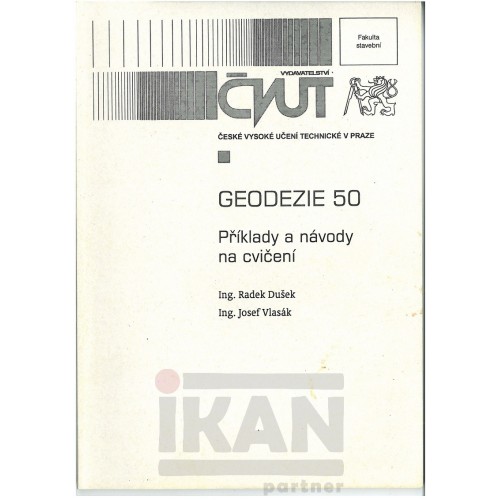 Fakulta
stavební
VYDAVATELSTVÍ
ČVUT
ČESKÉ VYSOKÉ UČENÍ TECHNICKÉ V PRAZE
GEODEZIE 50
Příklady a návody
na cvičení
Ing. Radek Dušek
Ing. Josef Vlasák
iKAN
partner